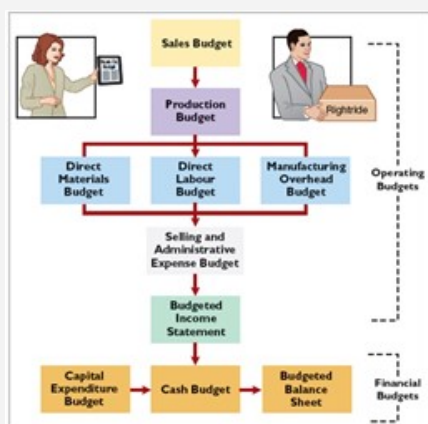 Sales Budget
Production
Budget
Rightride
Direct
Materials
Budget
Direct
Labour
Budget
Manufacturing
Overhead
Budget
Operating
Budgets
Selling and
Administrative
Expense Budget
Budgeted
Income
Statement
Capital
Expenditure
Budget
Cash Budget
Budgeted
Balance
Sheet
Financial
Budgets